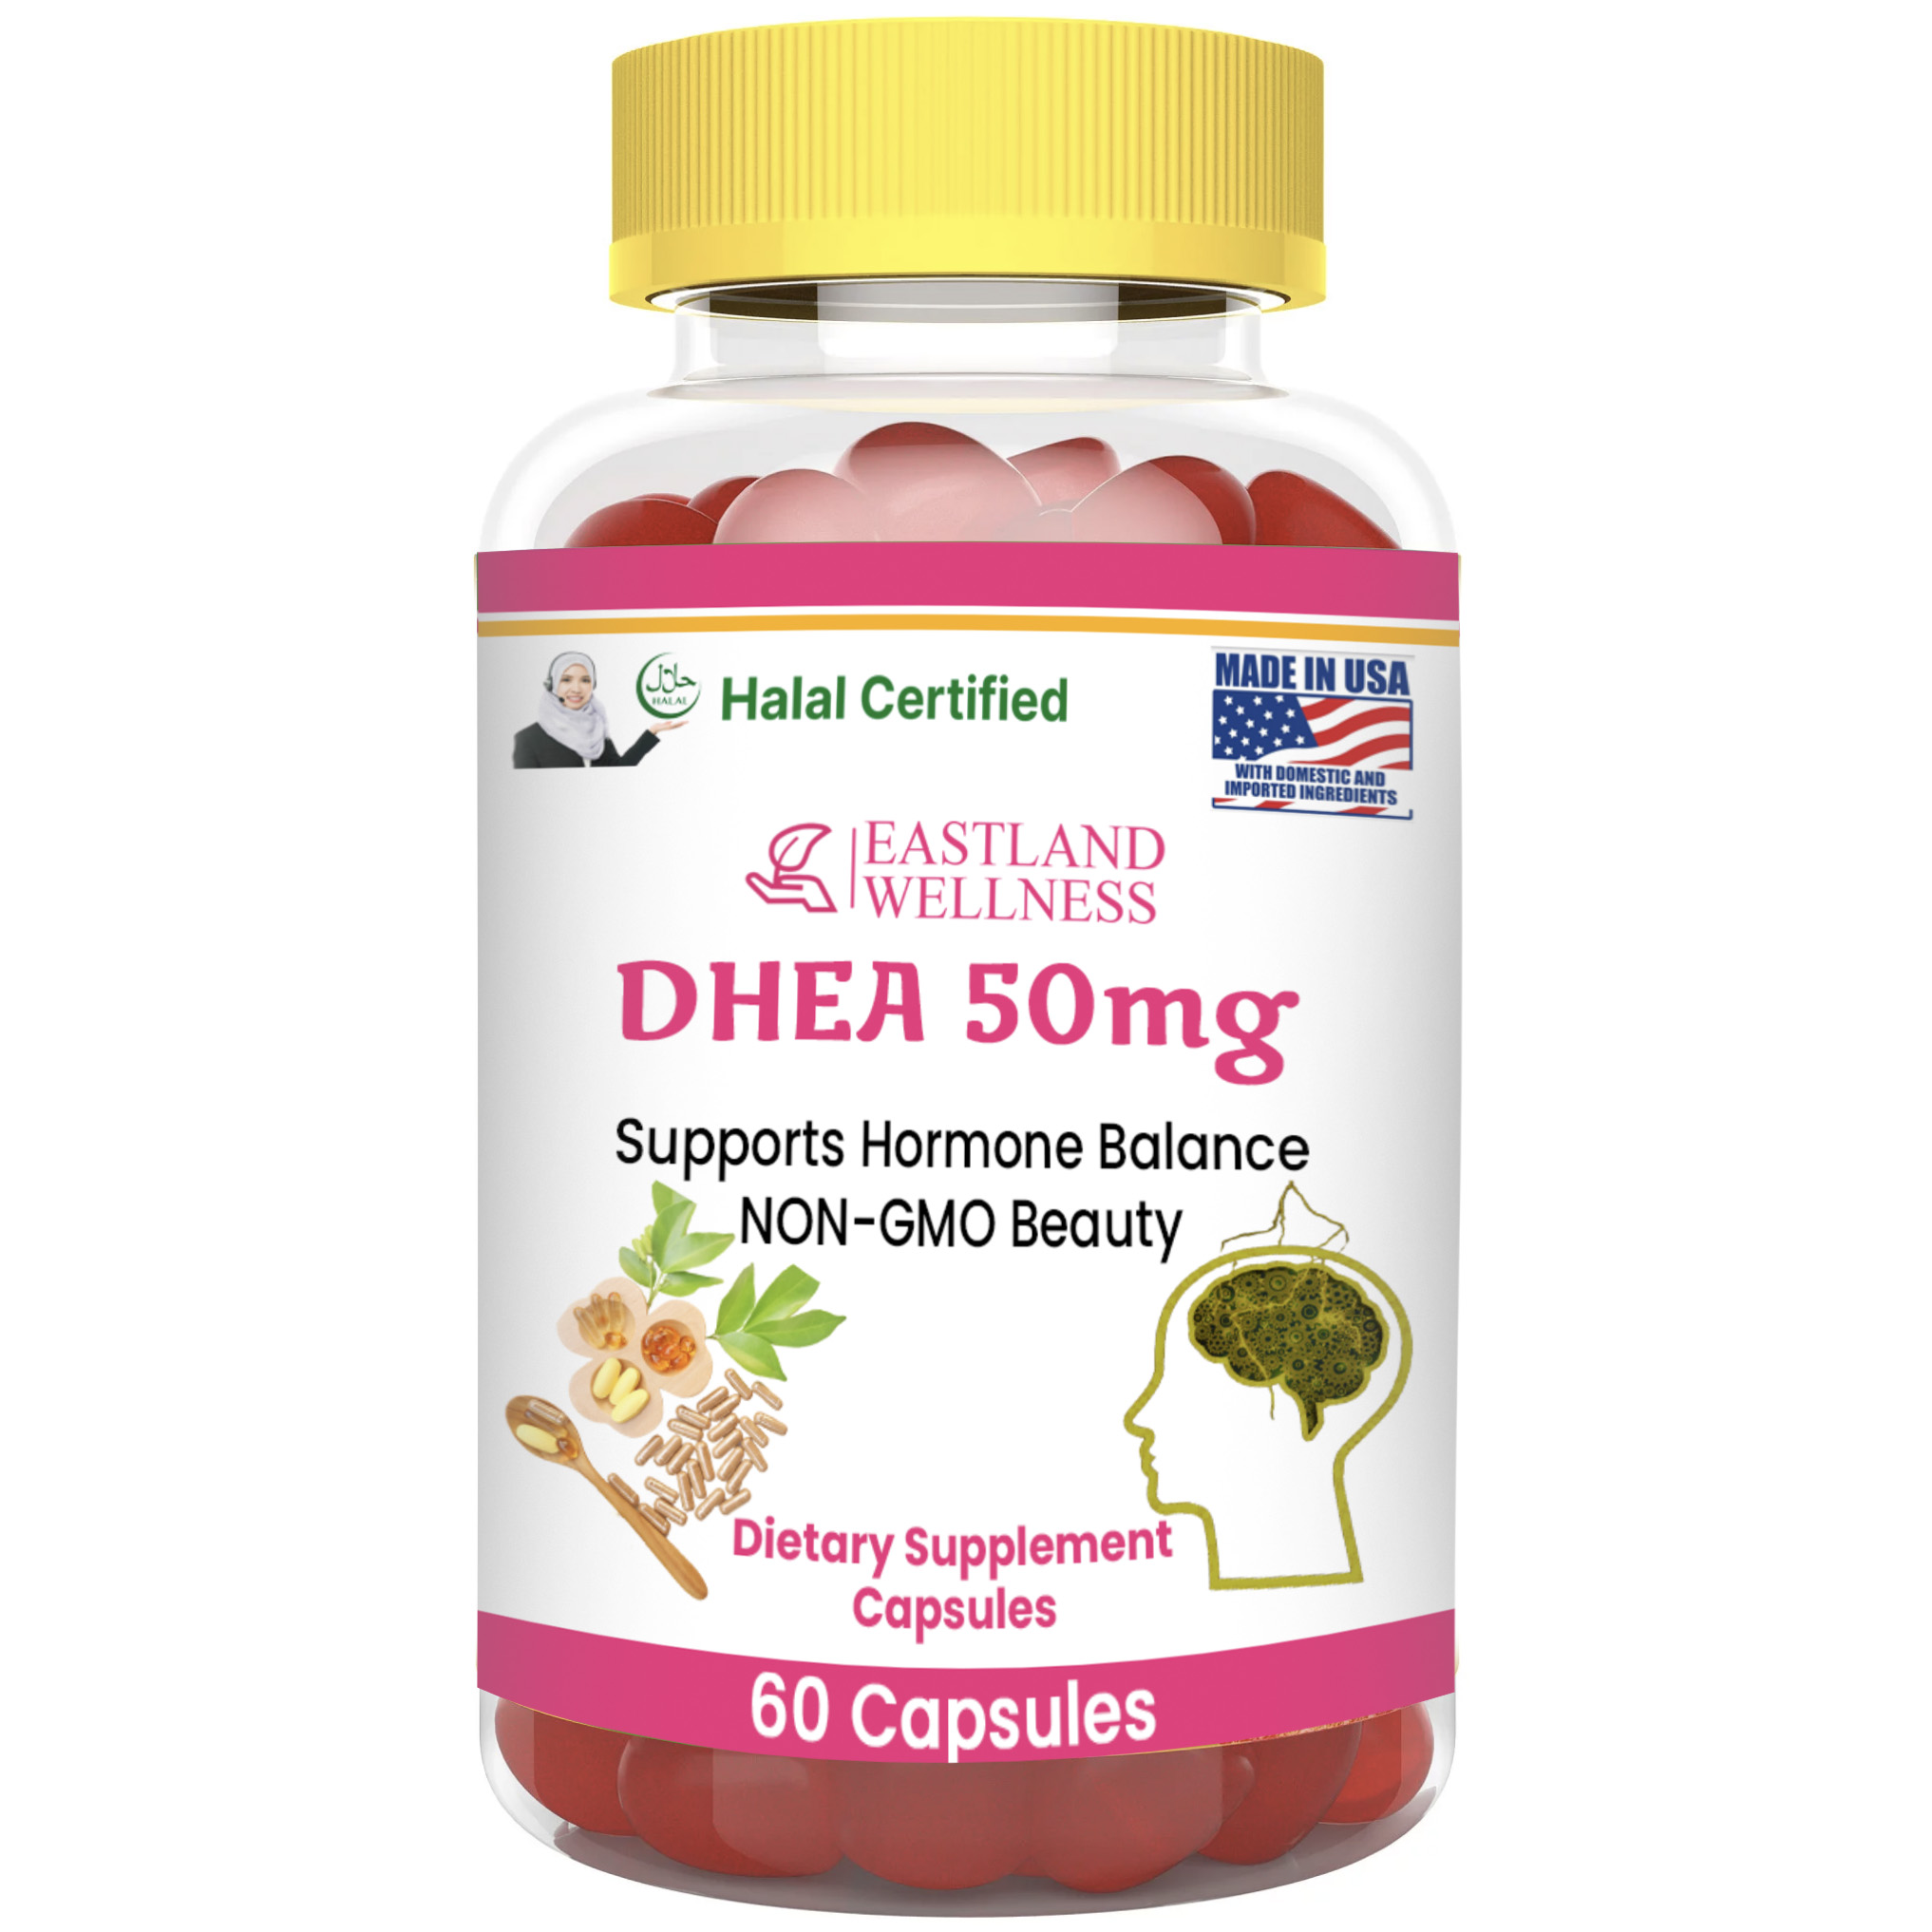 حلال
HALAL
Halal Certified
MADE IN USA
WITH DOMESTIC AND
IMPORTED INGREDIENTS
EASTLAND
WELLNESS
DHEA 50mg
Supports Hormone Balance
NON-GMO Beauty
Dietary Supplement
Capsules
60 Capsules